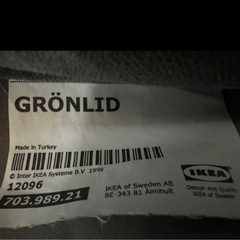 GRÖNLID
Made in Turkey
© Inter IKEA Systems B.V 1999
12096
703.989.21
IKEA of Sweden AB
SE-343 81 Älmhult
IKEA
Design and Quality
IKEA of Sweden